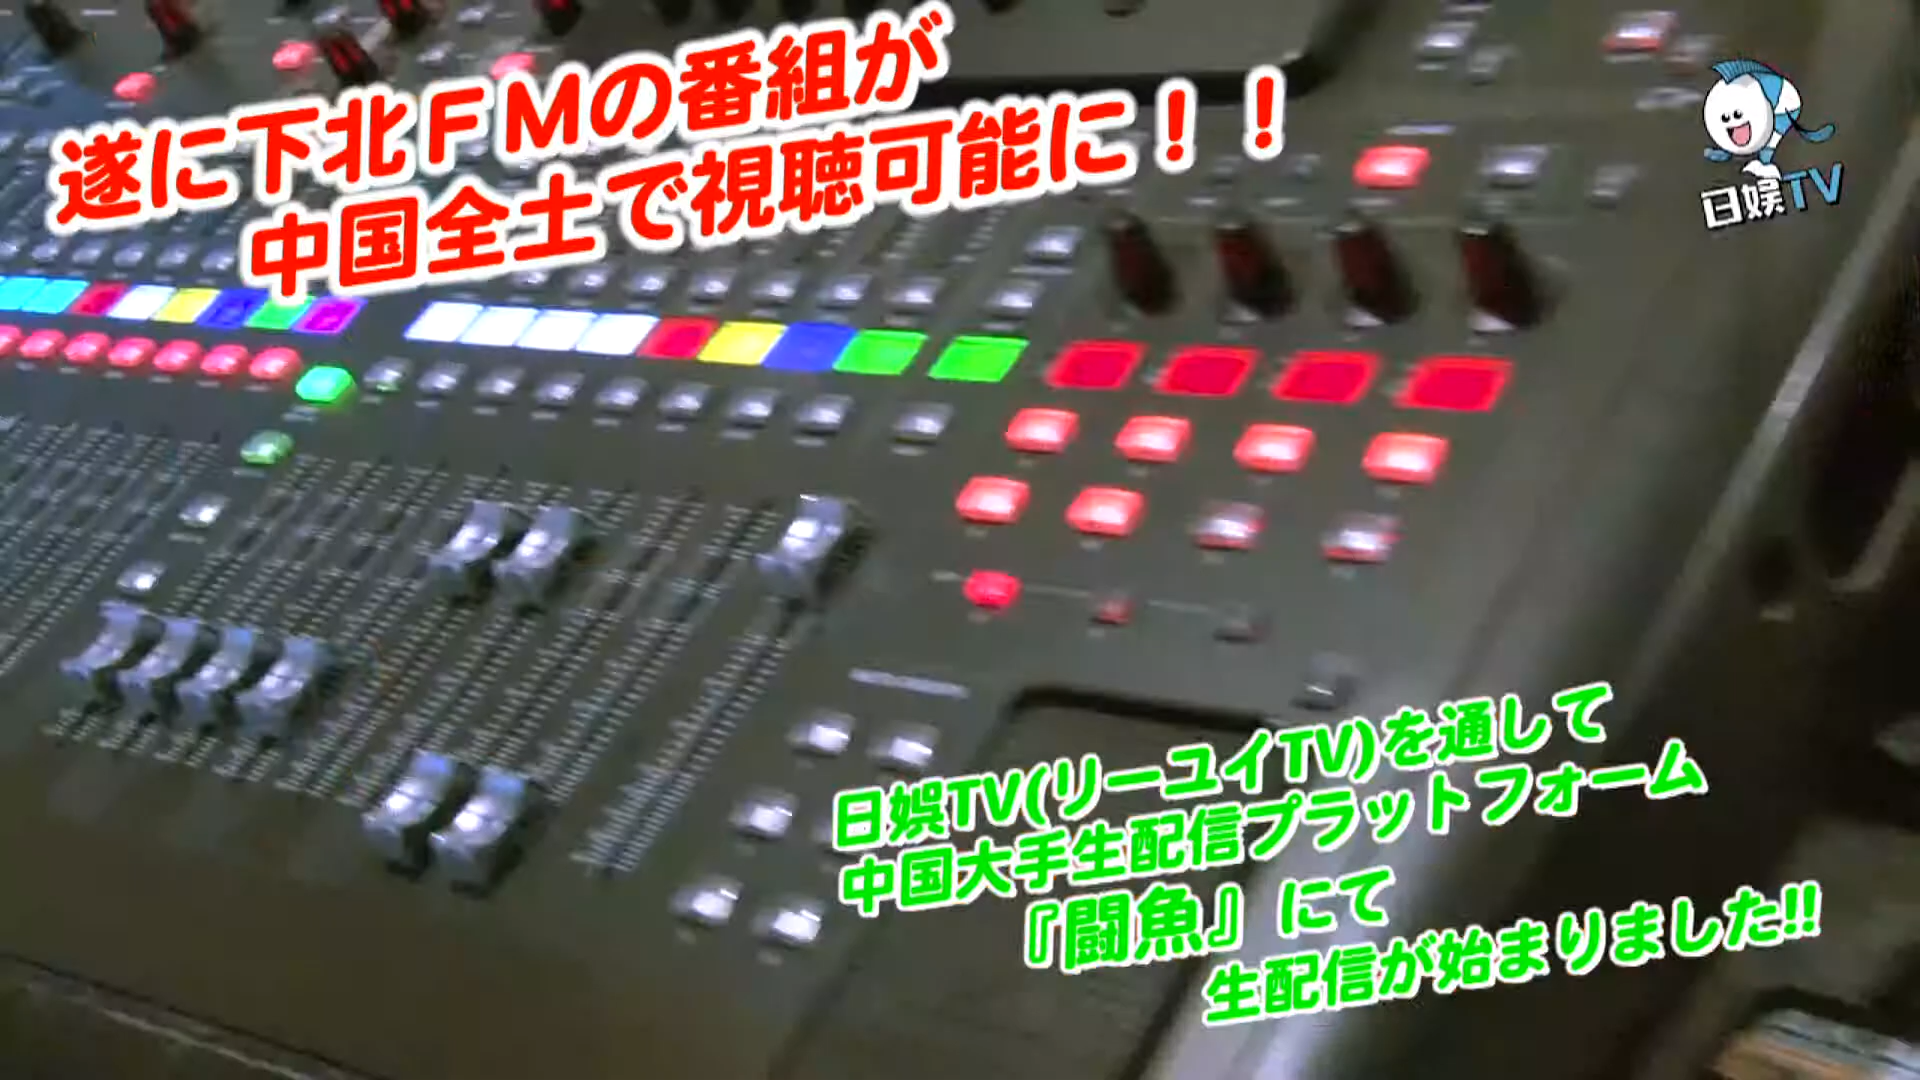 遂に下北FMの番組が
中国全土で視聴可能に！！
日娯TV
日娯TV(リーユイTV)を通して
中国大手生配信プラットフォーム
『闘魚』にて
生配信が始まりました!!